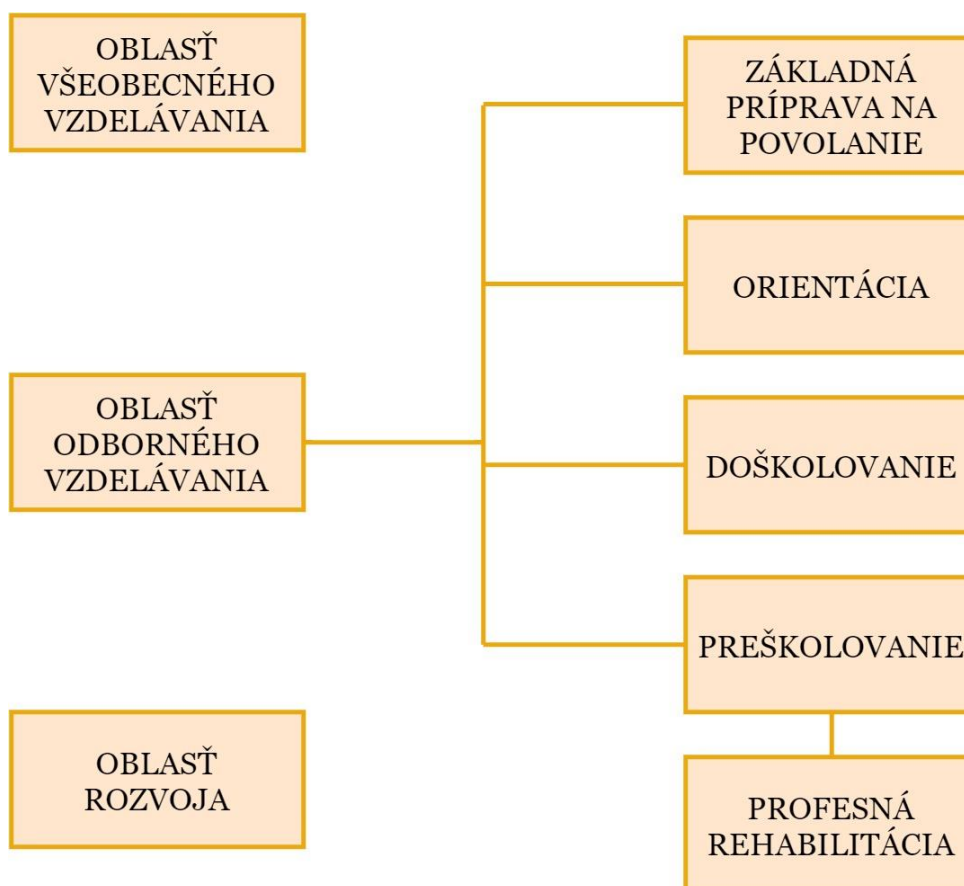 OBLASŤ
VŠEOBECNÉHO
VZDELÁVANIA
ZÁKLADNÁ
PRÍPRAVA NA
POVOLANIE
ORIENTÁCIA
OBLASŤ
ODBORNÉHO
VZDELÁVANIA
DOŠKOLOVANIE
PREŠKOLOVANIE
OBLASŤ
ROZVOJA
PROFESNÁ
REHABILITÁCIA